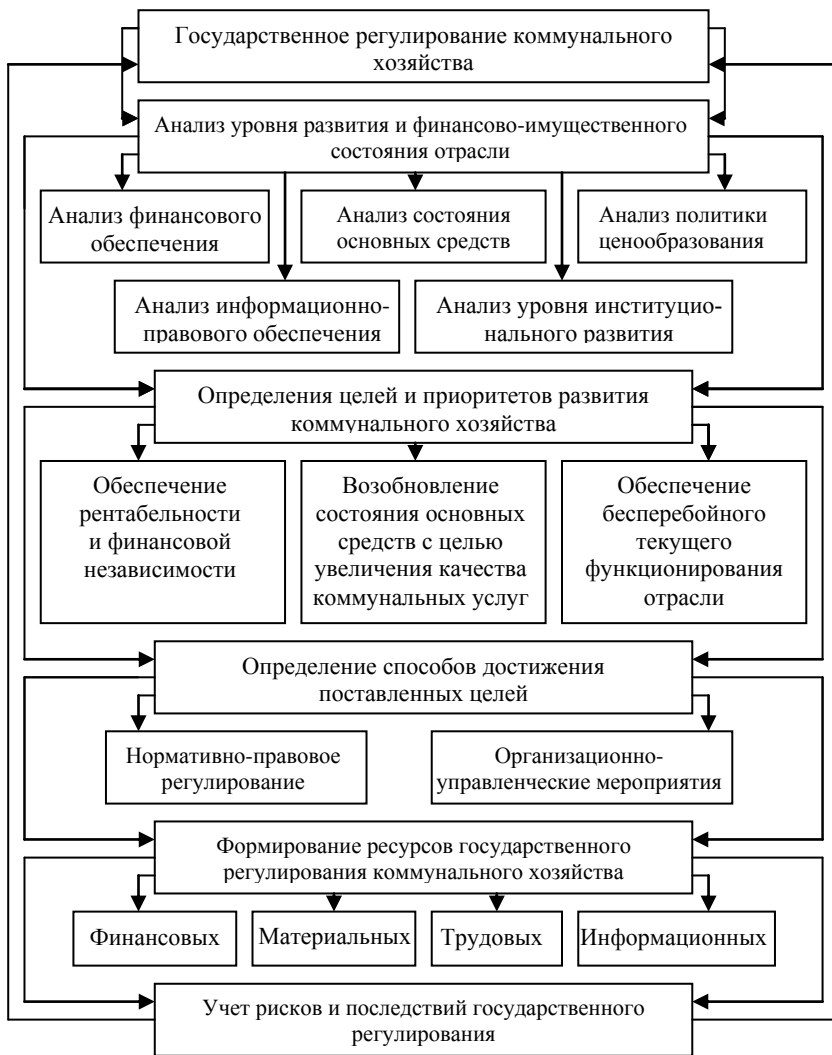 Государственное регулирование коммунального
хозяйства
Анализ уровня развития и финансово-имущественного
состояния отрасли
Анализ финансового
обеспечения
Анализ состояния
основных средств
Анализ политики
ценообразования
Анализ информационно-
правового обеспечения
Анализ уровня институцио-
нального развития
Определения целей и приоритетов развития
коммунального хозяйства
Обеспечение
рентабельности
и финансовой
независимости
Возобновление
состояния основных
средств с целью
увеличения качества
коммунальных услуг
Обеспечение
бесперебойного
текущего
функционирования
отрасли
Определение способов достижения
поставленных целей
Нормативно-правовое
регулирование
Организационно-
управленческие мероприятия
Формирование ресурсов государственного
регулирования коммунального хозяйства
Финансовых
Материальных
Трудовых
Информационных
Учет рисков и последствий государственного
регулирования